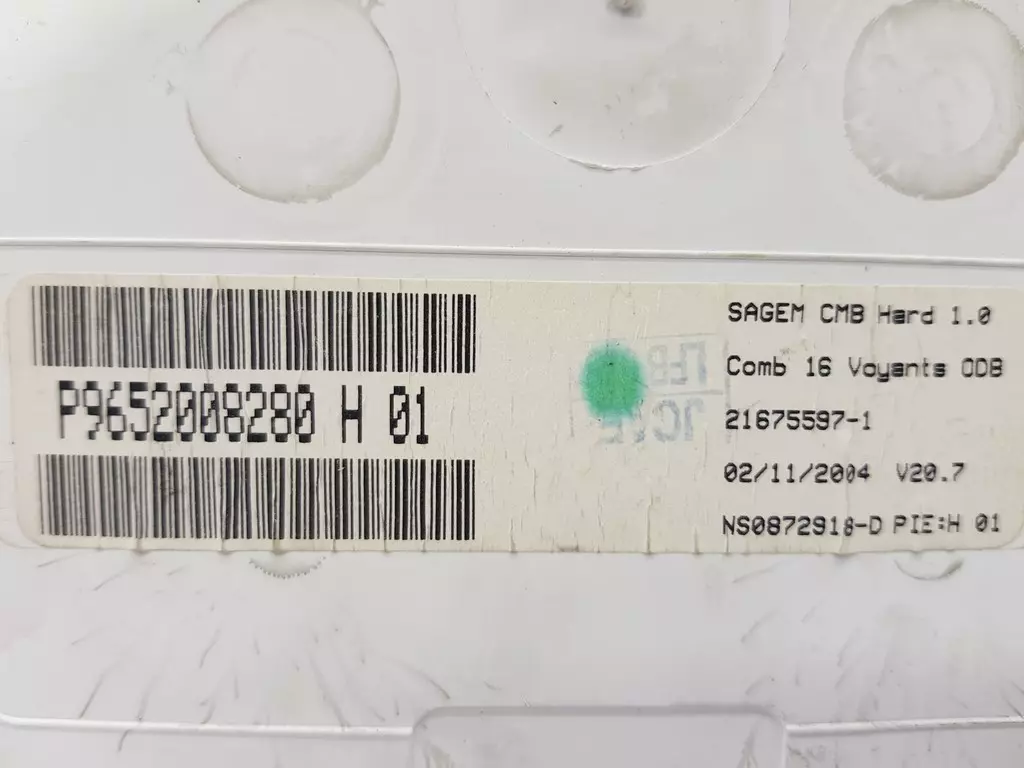 P9652008280 H 01
SAGEM CMB Hard 1.0
Comb 16 Voyants ODB
21675597-1
02/11/2004 V20.7
NS0872918-D PIE:H 01